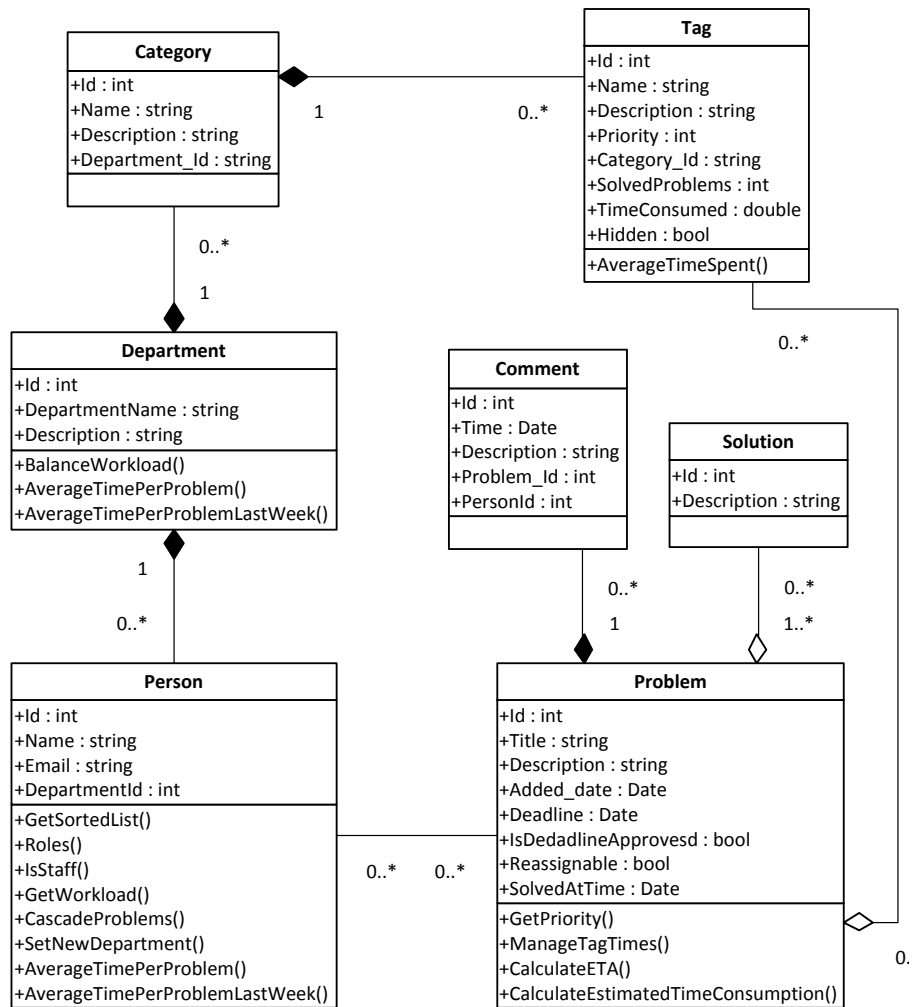 Category
+Id : int
+Name : string
+Description : string
+Department_Id : string
1
0..*
Tag
+Id : int
+Name : string
+Description : string
+Priority : int
+Category_Id : string
+SolvedProblems : int
+TimeConsumed : double
+Hidden : bool
+AverageTimeSpent()
0..*
1
0..*
Department
+Id : int
+DepartmentName : string
+Description : string
+BalanceWorkload()
+AverageTimePerProblem()
+AverageTimePerProblemLastWeek()
Comment
+Id : int
+Time : Date
+Description : string
+Problem_Id : int
+PersonId : int
Solution
+Id : int
+Description : string
1
0..*
0..*
1
0..*
1..*
Person
+Id : int
+Name : string
+Email : string
+DepartmentId : int
+GetSortedList()
+Roles()
+IsStaff()
+GetWorkload()
+CascadeProblems()
+SetNewDepartment()
+AverageTimePerProblem()
+AverageTimePerProblemLastWeek()
0..*
0..*
Problem
+Id : int
+Title : string
+Description : string
+Added_date : Date
+Deadline : Date
+IsDedadlineApprovesd : bool
+Reassignable : bool
+SolvedAtTime : Date
+GetPriority()
+ManageTagTimes()
+CalculateETA()
+CalculateEstimatedTimeConsumption()
0.